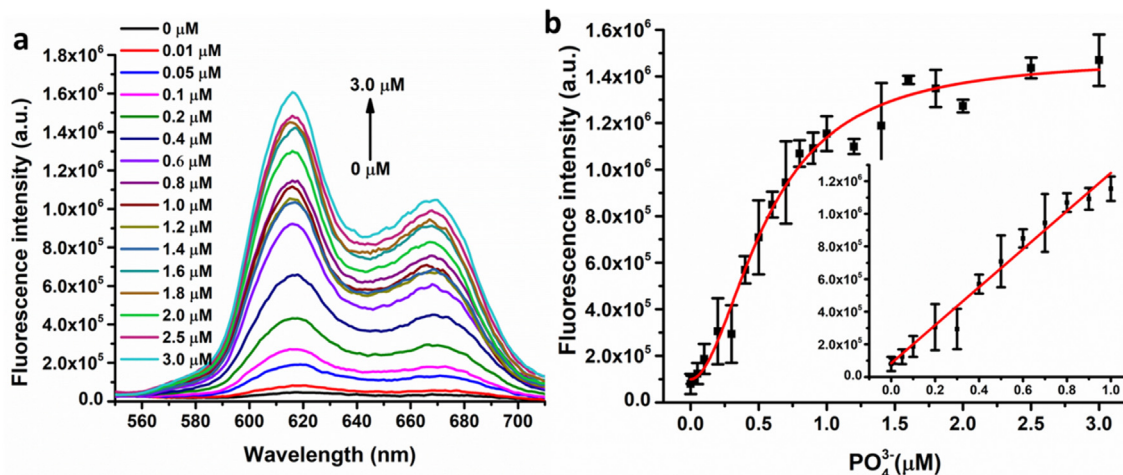 a
Fluorescence intensity (a.u.)
1.8x10⁶
1.6x10⁶
1.4x10⁶
1.2x10⁶
1.0x10⁶
8.0x10⁵
6.0x10⁵
4.0x10⁵
2.0x10⁵
0.0
0 μM
0.01 μM
0.05 μM
0.1 μM
0.2 μM
0.4 μM
0.6 μM
0.8 μM
1.0 μM
1.2 μM
1.4 μM
1.6 μM
1.8 μM
2.0 μM
2.5 μM
3.0 μM
3.0 μM
0 μM
560 580 600 620 640 660 680 700
Wavelength (nm)
b
Fluorescence intensity (a.u.)
1.6x10⁶
1.4x10⁶
1.2x10⁶
1.0x10⁶
8.0x10⁵
6.0x10⁵
4.0x10⁵
2.0x10⁵
0.0
0.0 0.5 1.0 1.5 2.0 2.5 3.0
PO₄³⁻(μM)
1.2x10⁶
1.0x10⁶
8.0x10⁵
6.0x10⁵
4.0x10⁵
2.0x10⁵
0.0
0.0 0.2 0.4 0.6 0.8 1.0